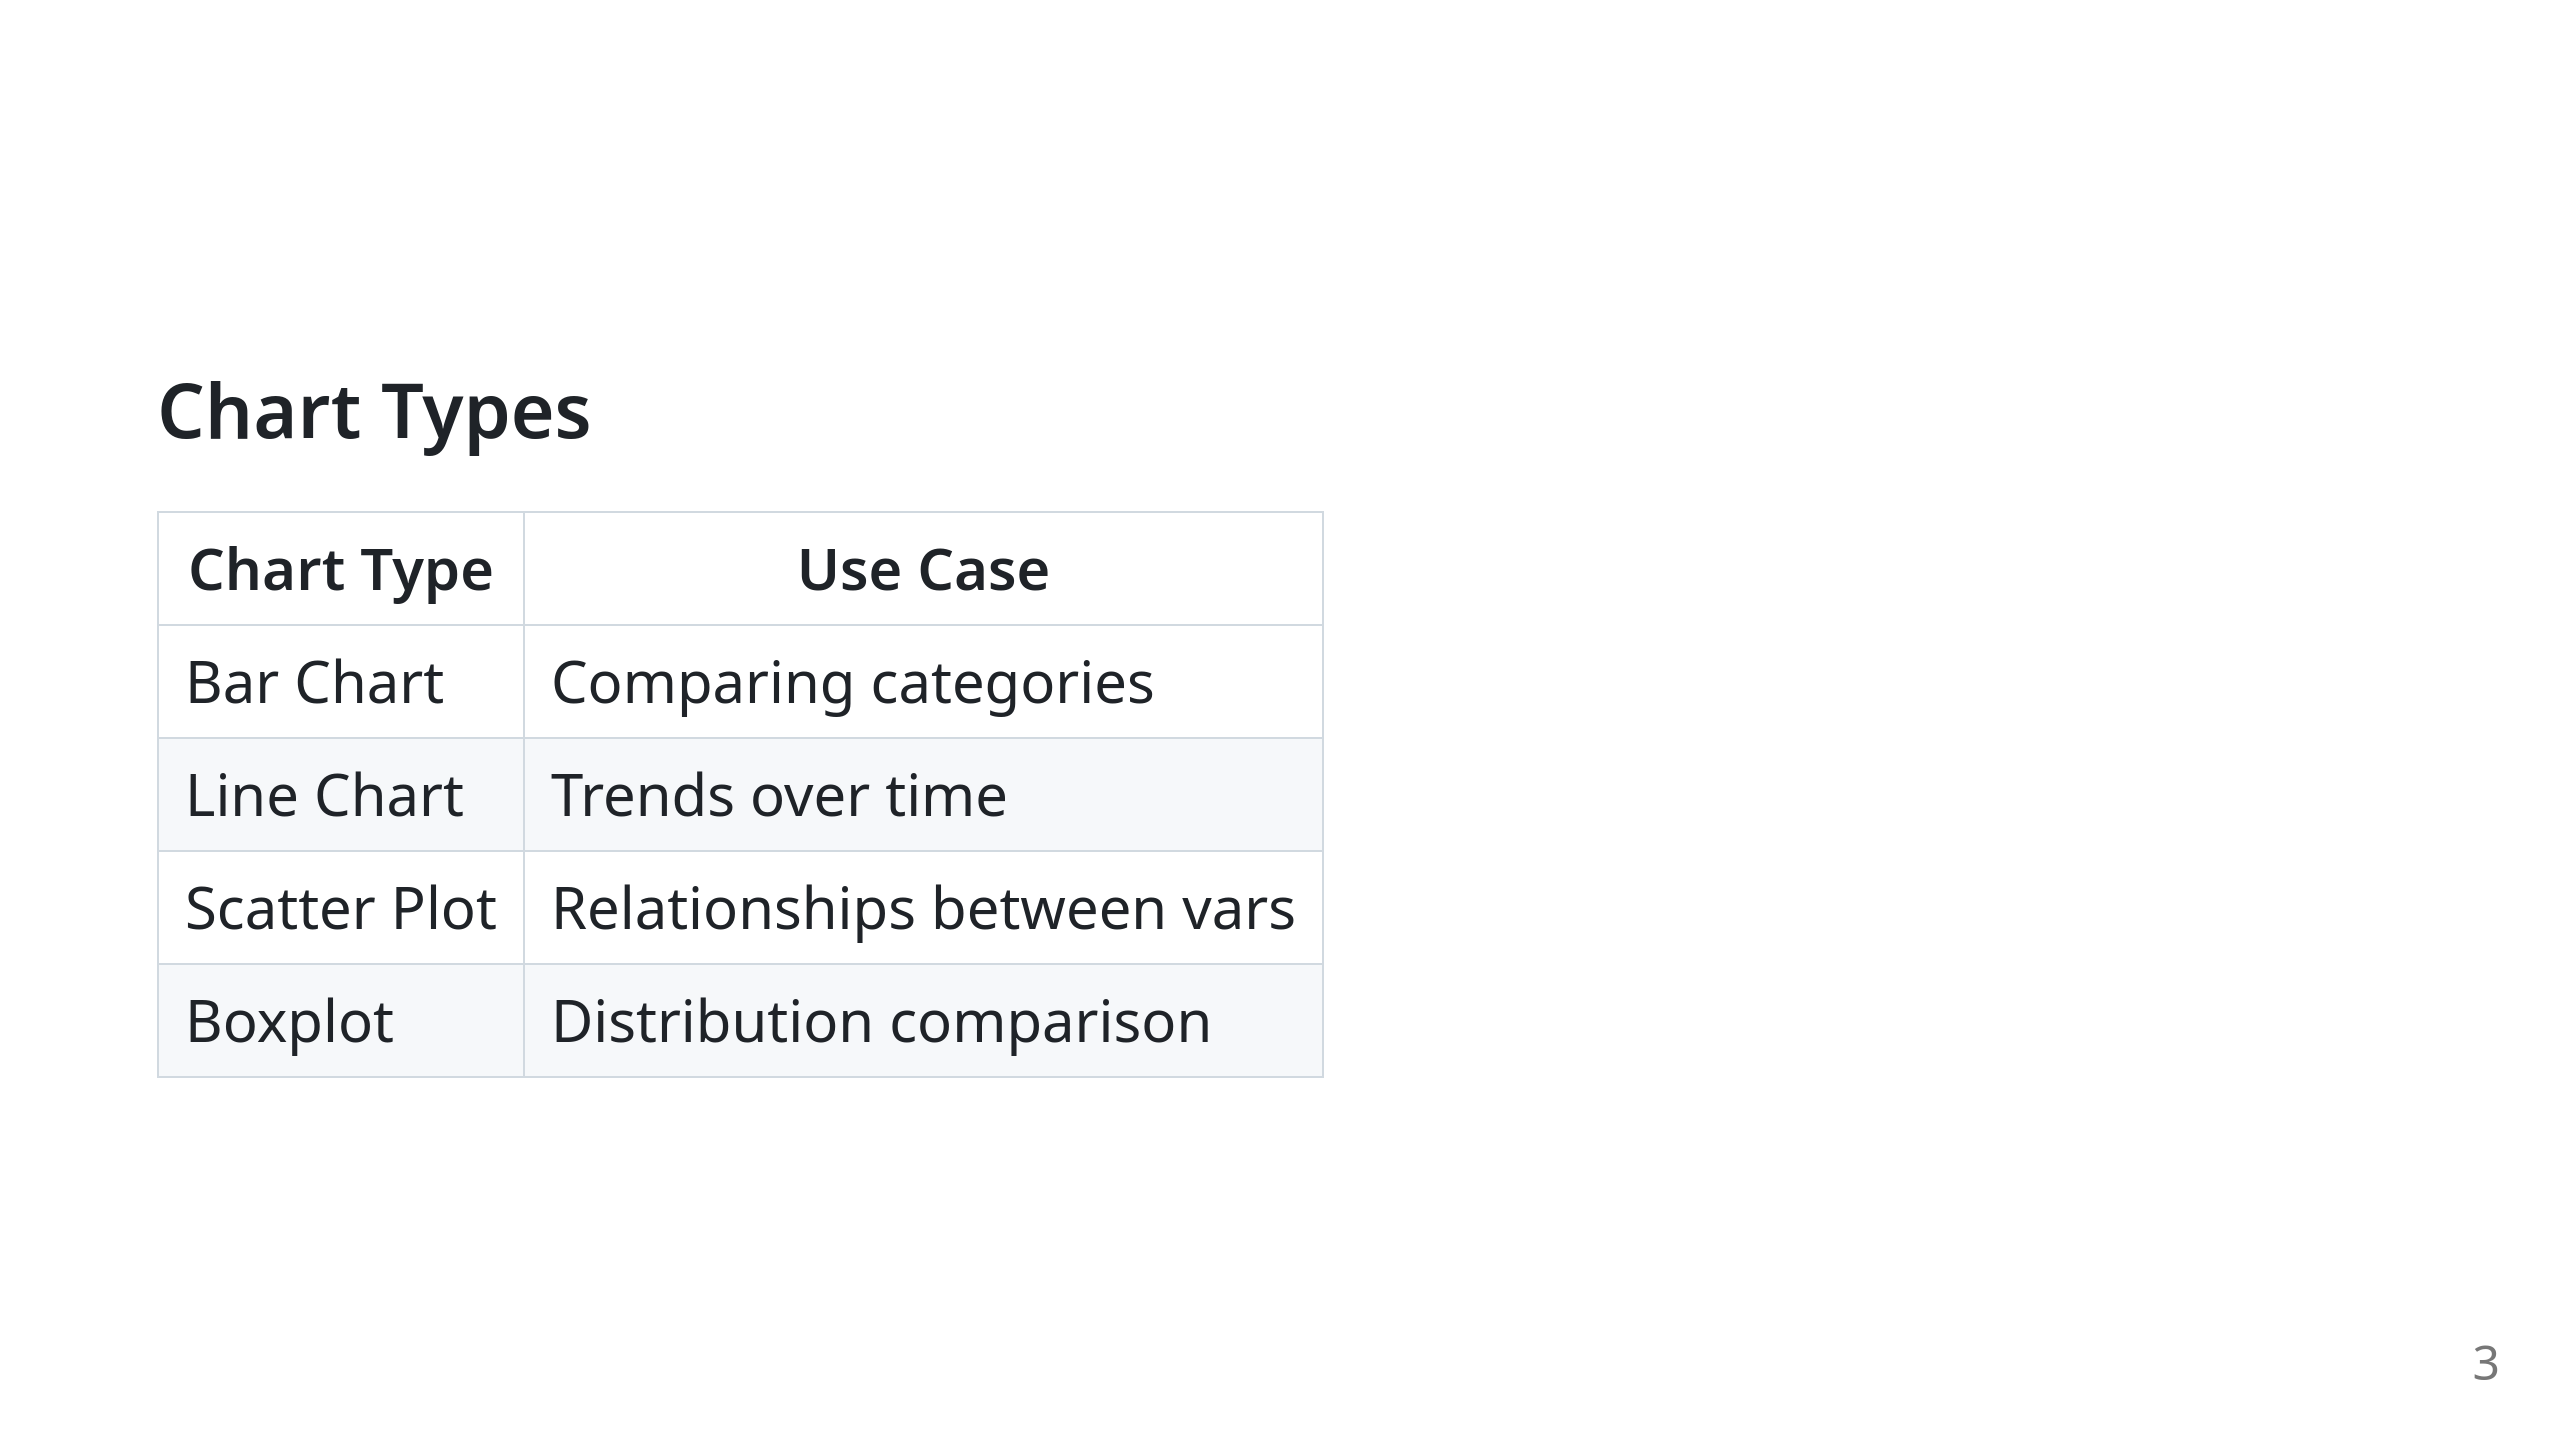 Chart Types
Chart Type Use Case
Bar Chart Comparing categories
Line Chart Trends over time
Scatter Plot Relationships between vars
Boxplot Distribution comparison
3